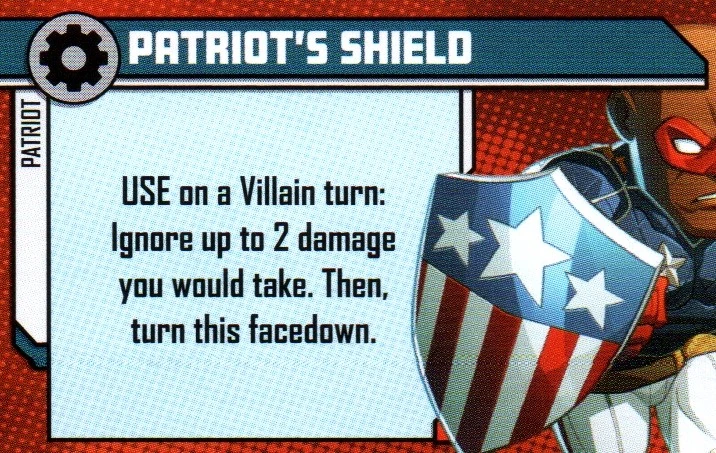 PATRIOT'S SHIELD
PATRIOT
USE on a Villain turn:
Ignore up to 2 damage
you would take. Then,
turn this facedown.